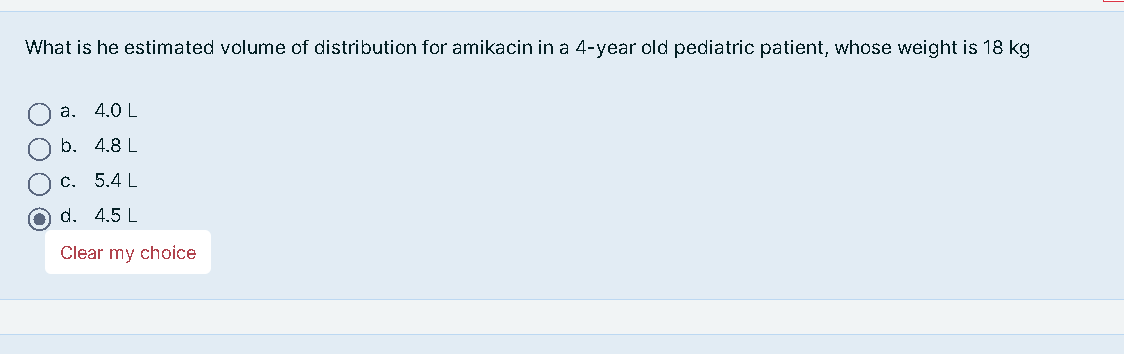 What is he estimated volume of distribution for amikacin in a 4-year old pediatric patient, whose weight is 18 kg
a. 4.0 L
b. 4.8 L
c. 5.4 L
d. 4.5 L
Clear my choice